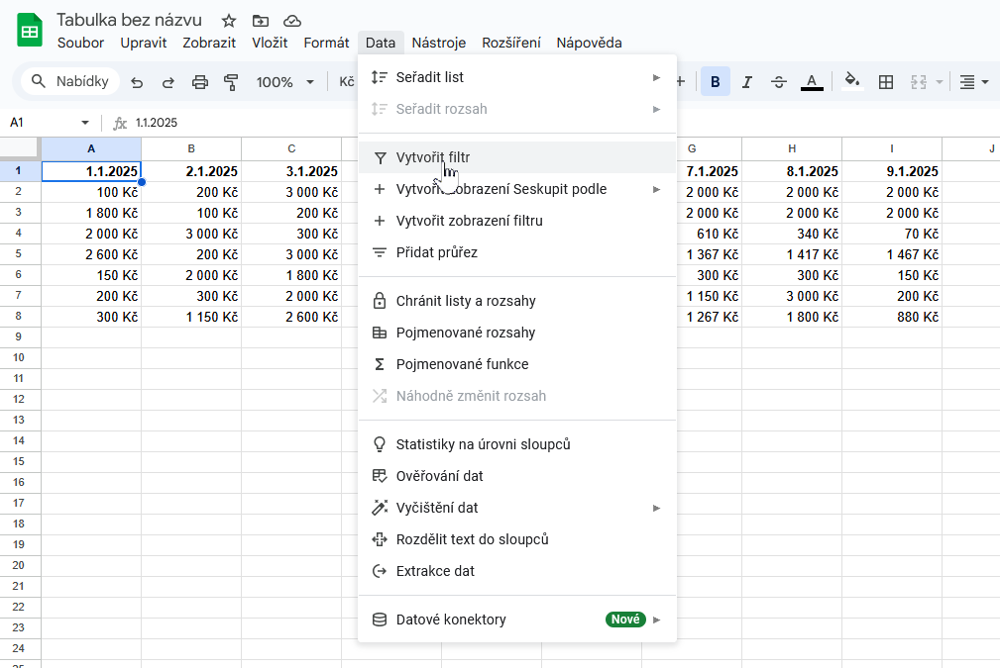 Tabulka bez názvu
Soubor Upravit Zobrazit Vložit Formát Data Nástroje Rozšíření Nápověda
Nabídky 100% Kč B I A
A1 fx 1.1.2025
A B C G H I J
1 1.1.2025 2.1.2025 3.1.2025 7.1.2025 8.1.2025 9.1.2025
2 100 Kč 200 Kč 3 000 Kč 2 000 Kč 2 000 Kč 2 000 Kč
3 1 800 Kč 100 Kč 200 Kč 2 000 Kč 2 000 Kč 2 000 Kč
4 2 000 Kč 3 000 Kč 300 Kč 610 Kč 340 Kč 70 Kč
5 2 600 Kč 200 Kč 3 000 Kč 1 367 Kč 1 417 Kč 1 467 Kč
6 150 Kč 2 000 Kč 1 800 Kč 300 Kč 300 Kč 150 Kč
7 200 Kč 300 Kč 2 000 Kč 1 150 Kč 3 000 Kč 200 Kč
8 300 Kč 1 150 Kč 2 600 Kč 1 267 Kč 1 800 Kč 880 Kč
9
10
11
12
13
14
15
16
17
18
19
20
21
22
23
24
25
Seřadit list
Seřadit rozsah
Vytvořit filtr
Vytvořit zobrazení Seskupit podle
Vytvořit zobrazení filtru
Přidat průřez
Chránit listy a rozsahy
Pojmenované rozsahy
Pojmenované funkce
Náhodně změnit rozsah
Statistiky na úrovni sloupců
Ověřování dat
Vyčištění dat
Rozdělit text do sloupců
Extrakce dat
Datové konektory Nové